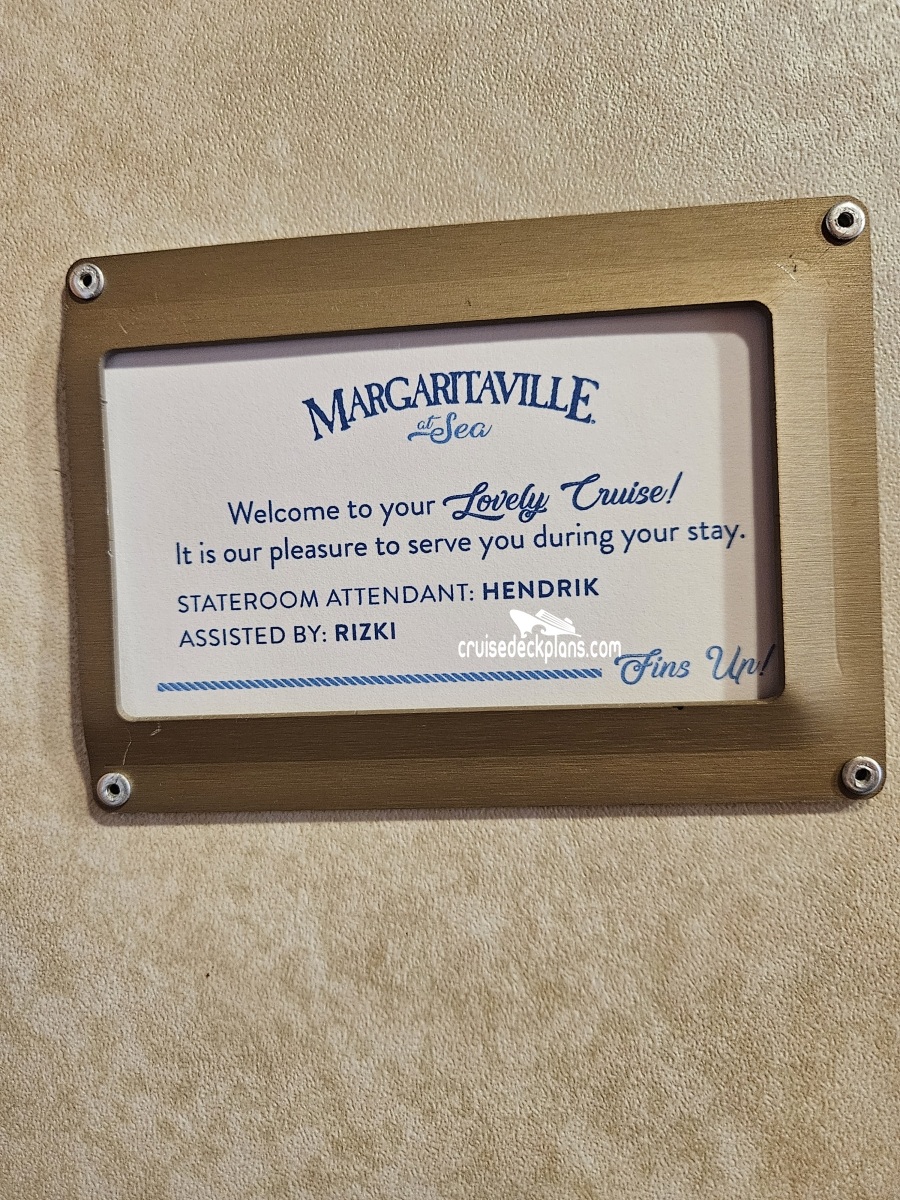 MARGARITAVILLE
at Sea
Welcome to your Lovely Cruise!
It is our pleasure to serve you during your stay.
STATEROOM ATTENDANT: HENDRIK
ASSISTED BY: RIZKI
cruisedeckplans.com
Fins Up!